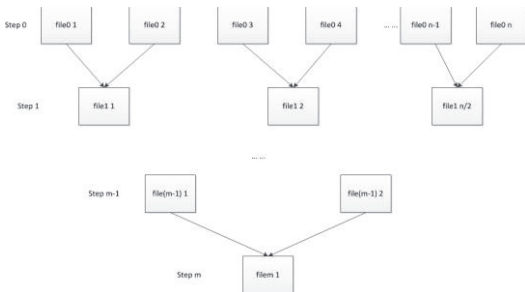 Step 0 file0 1 file0 2 file0 3 file0 4 ... ... file0 n-1 file0 n
Step 1 file1 1 file1 2 file1 n/2
... ...
Step m-1 file(m-1) 1 file(m-1) 2
Step m filem 1